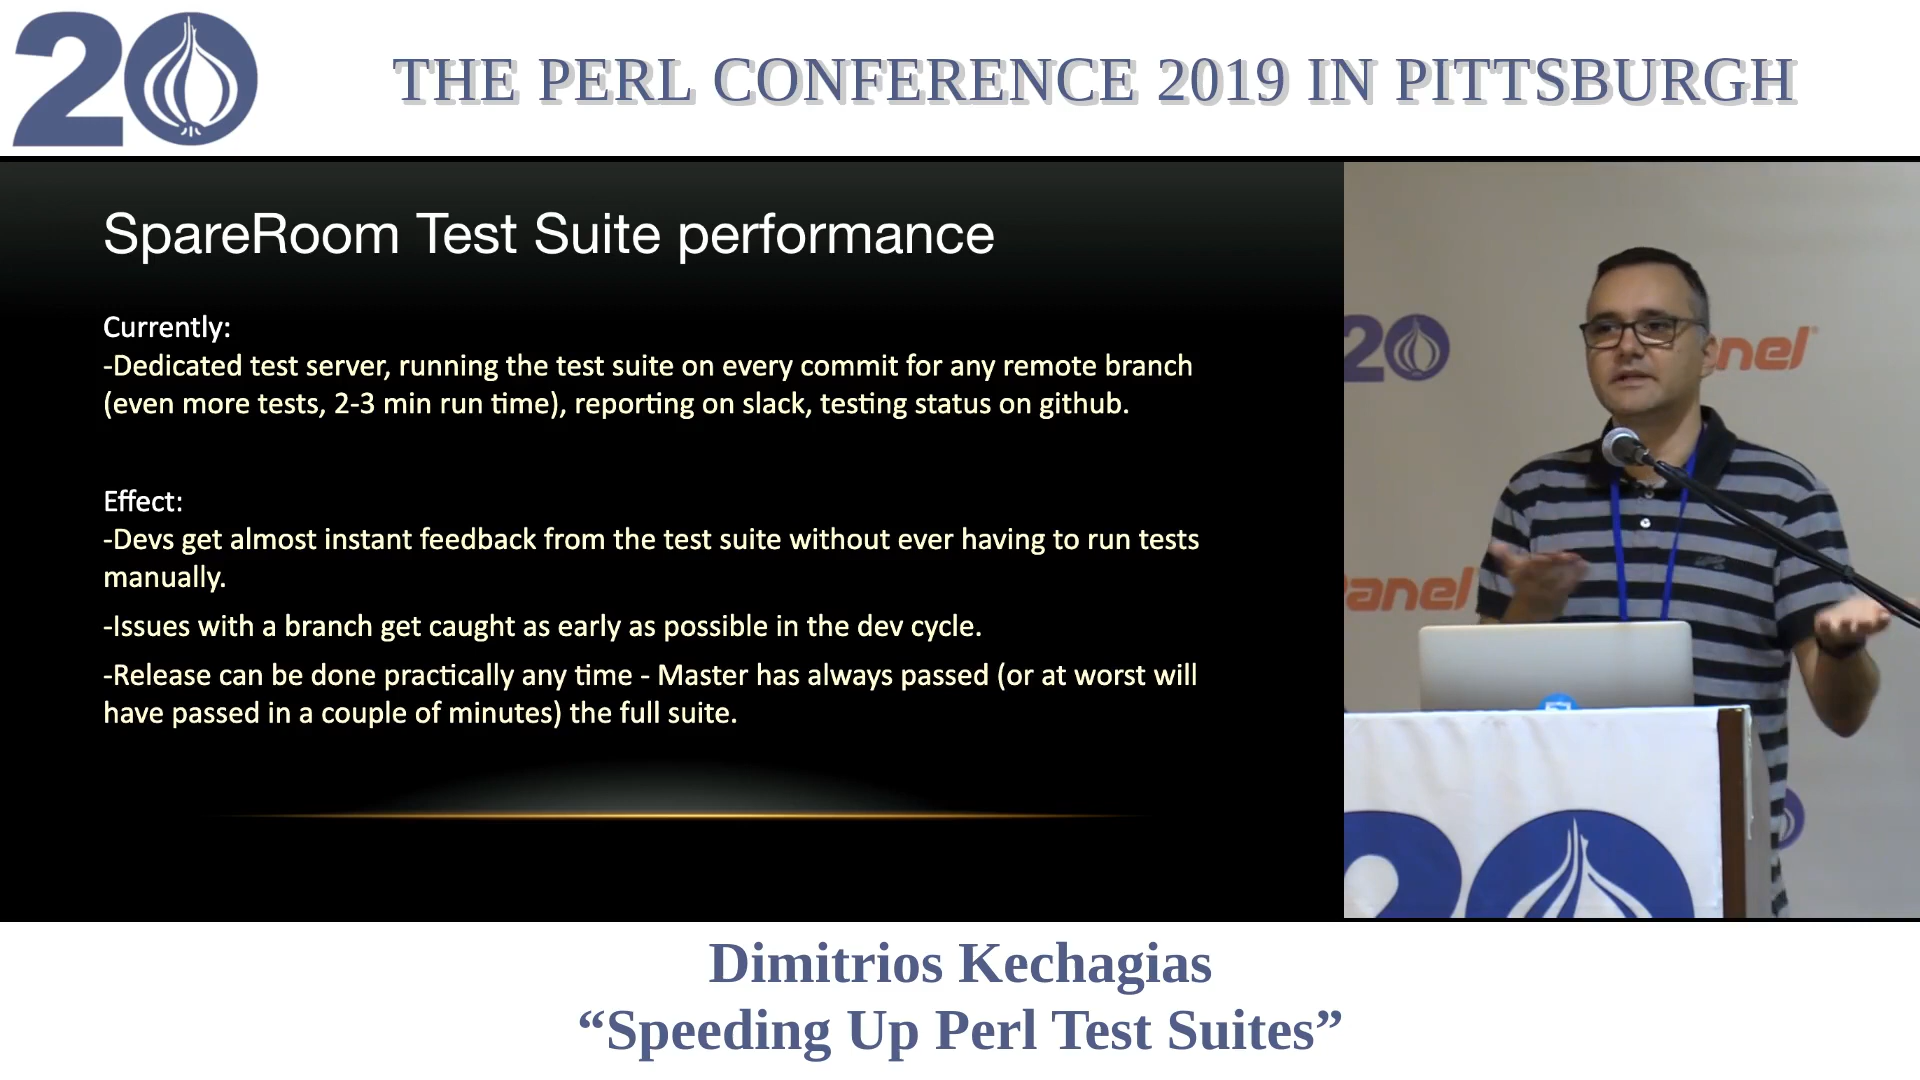 20
THE PERL CONFERENCE 2019 IN PITTSBURGH
SpareRoom Test Suite performance
Currently:
-Dedicated test server, running the test suite on every commit for any remote branch
(even more tests, 2-3 min run time), reporting on slack, testing status on github.
Effect:
-Devs get almost instant feedback from the test suite without ever having to run tests
manually.
-Issues with a branch get caught as early as possible in the dev cycle.
-Release can be done practically any time - Master has always passed (or at worst will
have passed in a couple of minutes) the full suite.
20
nel
anel
20
Dimitrios Kechagias
“Speeding Up Perl Test Suites”